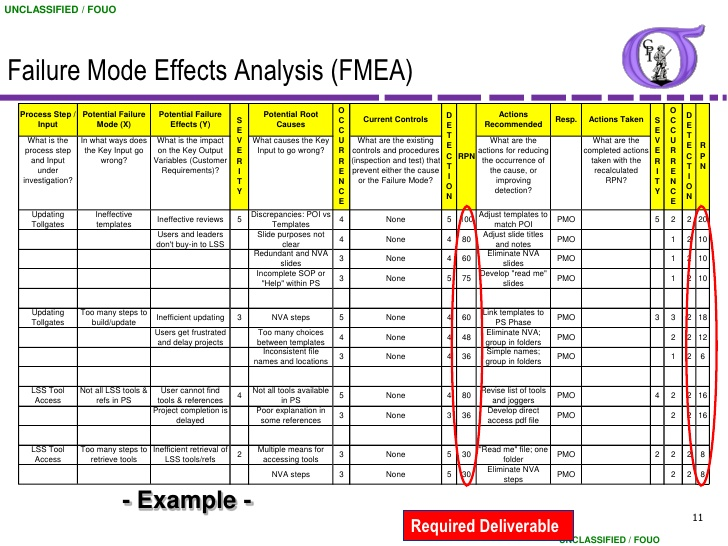 UNCLASSIFIED / FOUO
Failure Mode Effects Analysis (FMEA)
CPI
Process Step / Input | Potential Failure Mode (X) | Potential Failure Effects (Y) | SEVERITY | Potential Root Causes | OCCURRENCE | Current Controls | DETECTION | RPN | Actions Recommended | Resp. | Actions Taken | SEVERITY | OCCURRENCE | DETECTION | RPN
What is the process step and Input under investigation? | In what ways does the Key Input go wrong? | What is the impact on the Key Output Variables (Customer Requirements)? | What causes the Key Input to go wrong? | What are the existing controls and procedures (inspection and test) that prevent either the cause or the Failure Mode? | What are the actions for reducing the occurrence of the cause, or improving detection? | What are the completed actions taken with the recalculated RPN?
Updating Tollgates | Ineffective templates | Ineffective reviews | 5 | Discrepancies: POI vs Templates | 4 | None | 5 | 00 | Adjust templates to match POI | PMO | 5 | 2 | 2 | 20
Users and leaders don't buy-in to LSS | Slide purposes not clear | 4 | None | 4 | 80 | Adjust slide titles and notes | PMO | 1 | 2 | 10
Redundant and NVA slides | 3 | None | 4 | 60 | Eliminate NVA slides | PMO | 1 | 2 | 10
Incomplete SOP or "Help" within PS | 3 | None | 5 | 75 | Develop "read me" slides | PMO | 1 | 2 | 10
Updating Tollgates | Too many steps to build/update | Inefficient updating | 3 | NVA steps | 5 | None | 4 | 60 | Link templates to PS Phase | PMO | 3 | 3 | 2 | 18
Users get frustrated and delay projects | Too many choices between templates | 4 | None | 4 | 48 | Eliminate NVA; group in folders | PMO | 2 | 2 | 12
Inconsistent file names and locations | 3 | None | 4 | 36 | Simple names; group in folders | PMO | 1 | 2 | 6
LSS Tool Access | Not all LSS tools & refs in PS | User cannot find tools & references | 4 | Not all tools available in PS | 5 | None | 4 | 80 | Revise list of tools and joggers | PMO | 4 | 2 | 2 | 16
Project completion is delayed | Poor explanation in some references | 3 | None | 3 | 36 | Develop direct access pdf file | PMO | 2 | 2 | 16
LSS Tool Access | Too many steps to retrieve tools | Inefficient retrieval of LSS tools/refs | 2 | Multiple means for accessing tools | 3 | None | 5 | 30 | "Read me" file; one folder | PMO | 2 | 2 | 2 | 8
NVA steps | 3 | None | 5 | 30 | Eliminate NVA steps | PMO | 2 | 2 | 8
- Example -
Required Deliverable
11
UNCLASSIFIED / FOUO